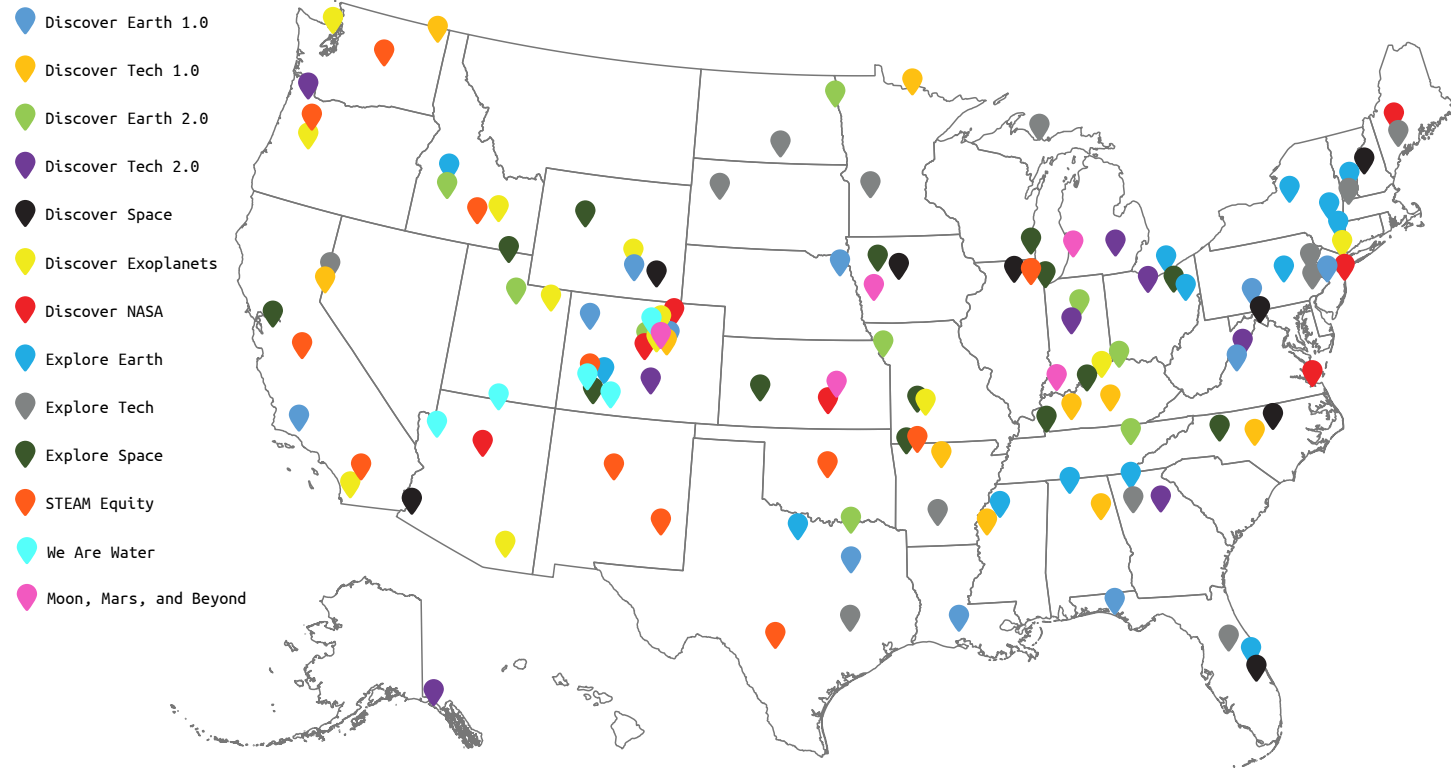 Discover Earth 1.0
Discover Tech 1.0
Discover Earth 2.0
Discover Tech 2.0
Discover Space
Discover Exoplanets
Discover NASA
Explore Earth
Explore Tech
Explore Space
STEAM Equity
We Are Water
Moon, Mars, and Beyond